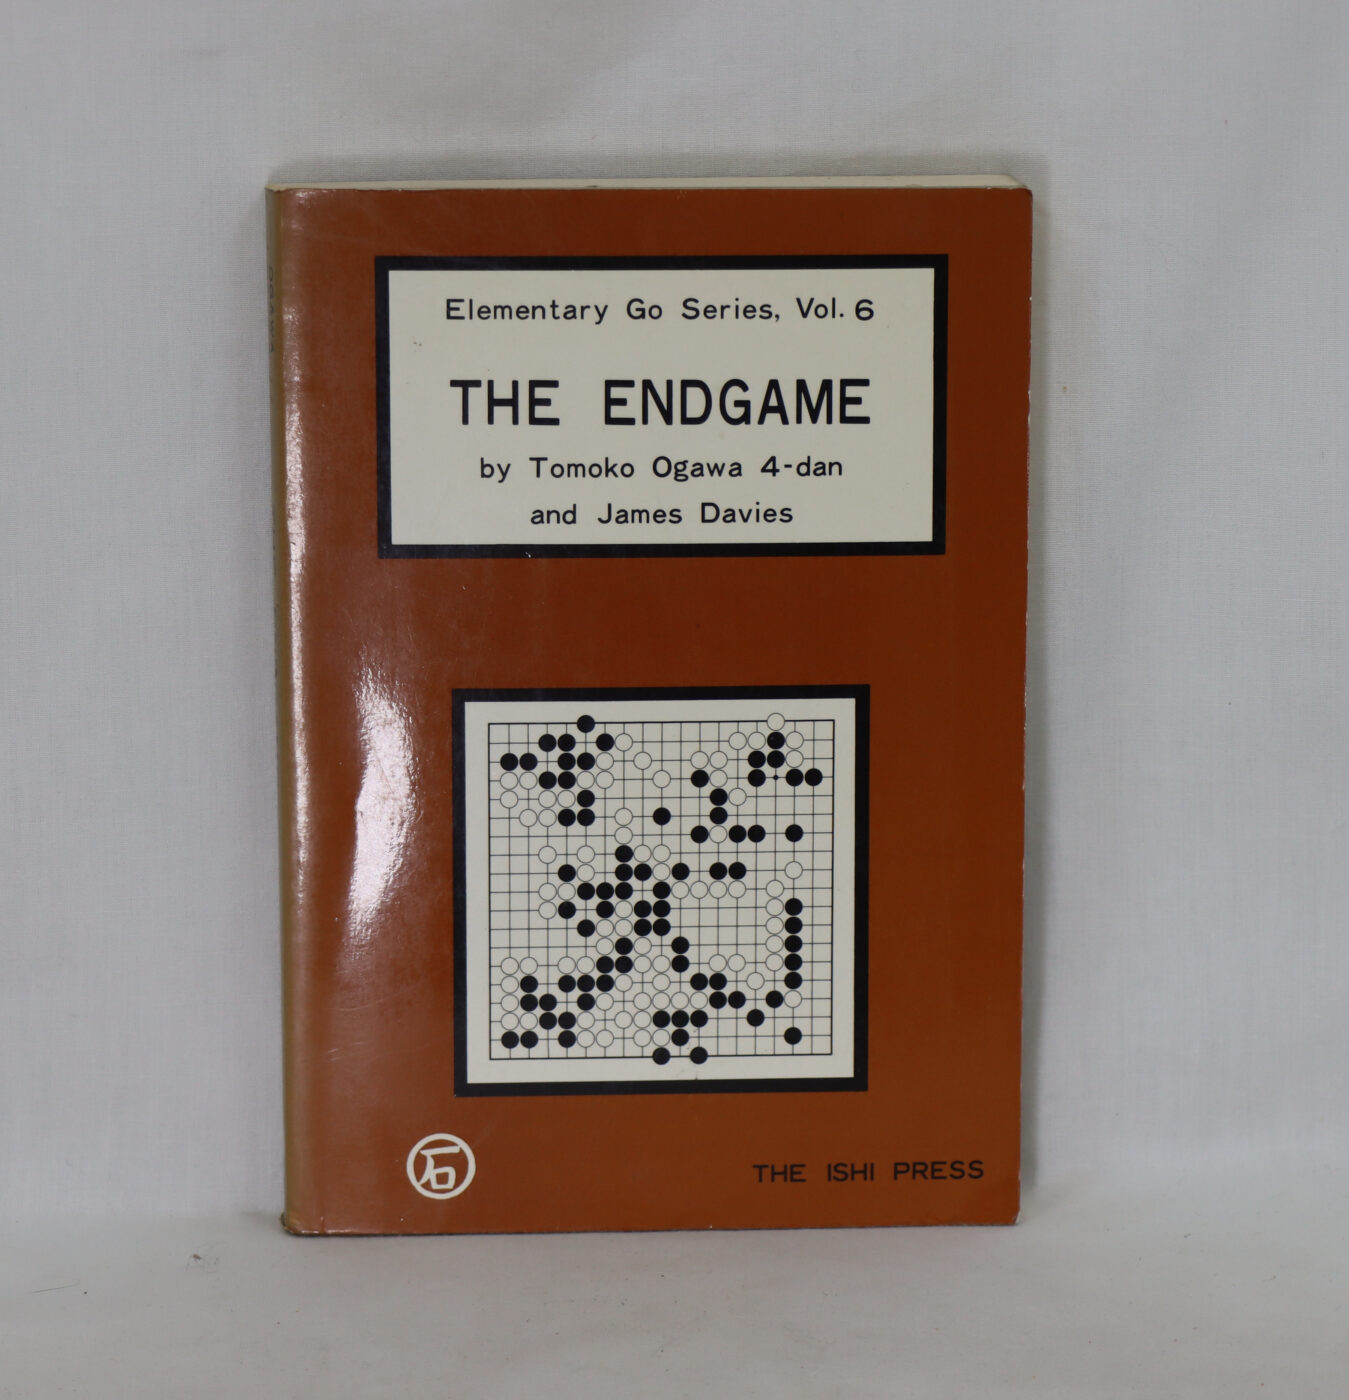 Elementary Go Series, Vol. 6
THE ENDGAME
by Tomoko Ogawa 4-dan
and James Davies
石
THE ISHI PRESS